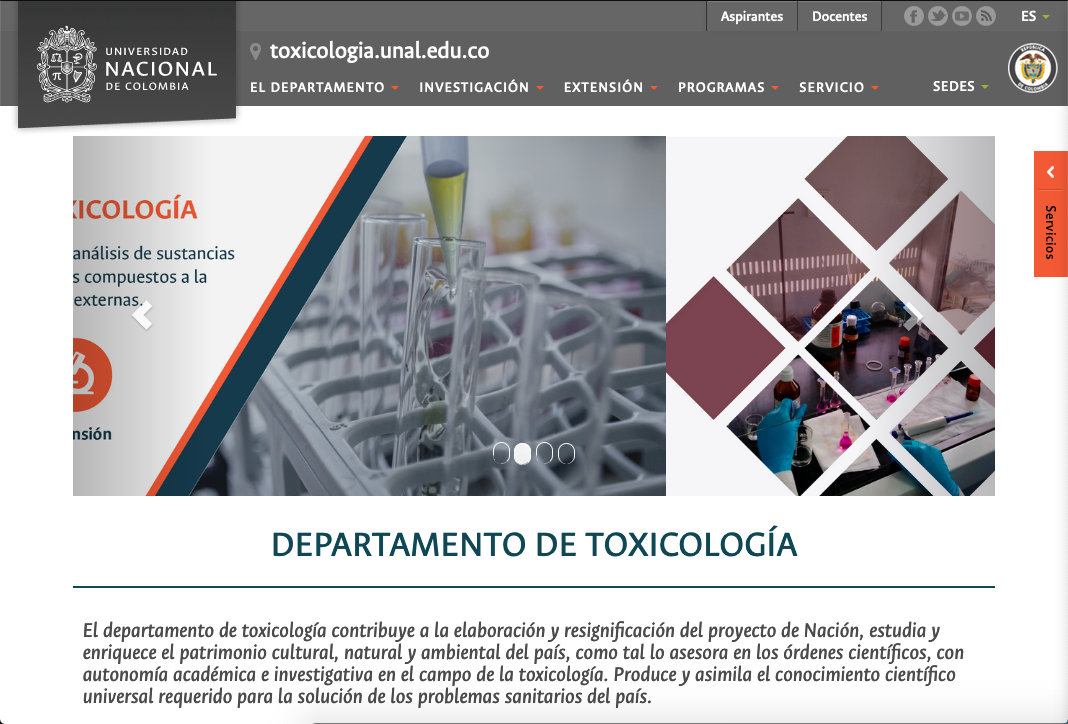 Aspirantes
Docentes
ES
UNIVERSIDAD
NACIONAL
DE COLOMBIA
toxicologia.unal.edu.co
EL DEPARTAMENTO
INVESTIGACIÓN
EXTENSIÓN
PROGRAMAS
SERVICIO
SEDES
REPÚBLICA
DE COLOMBIA
XICOLOGÍA
análisis de sustancias
s compuestos a la
externas.
nsión
Servicios
DEPARTAMENTO DE TOXICOLOGÍA
El departamento de toxicología contribuye a la elaboración y resignificación del proyecto de Nación, estudia y
enriquece el patrimonio cultural, natural y ambiental del país, como tal lo asesora en los órdenes científicos, con
autonomía académica e investigativa en el campo de la toxicología. Produce y asimila el conocimiento científico
universal requerido para la solución de los problemas sanitarios del país.